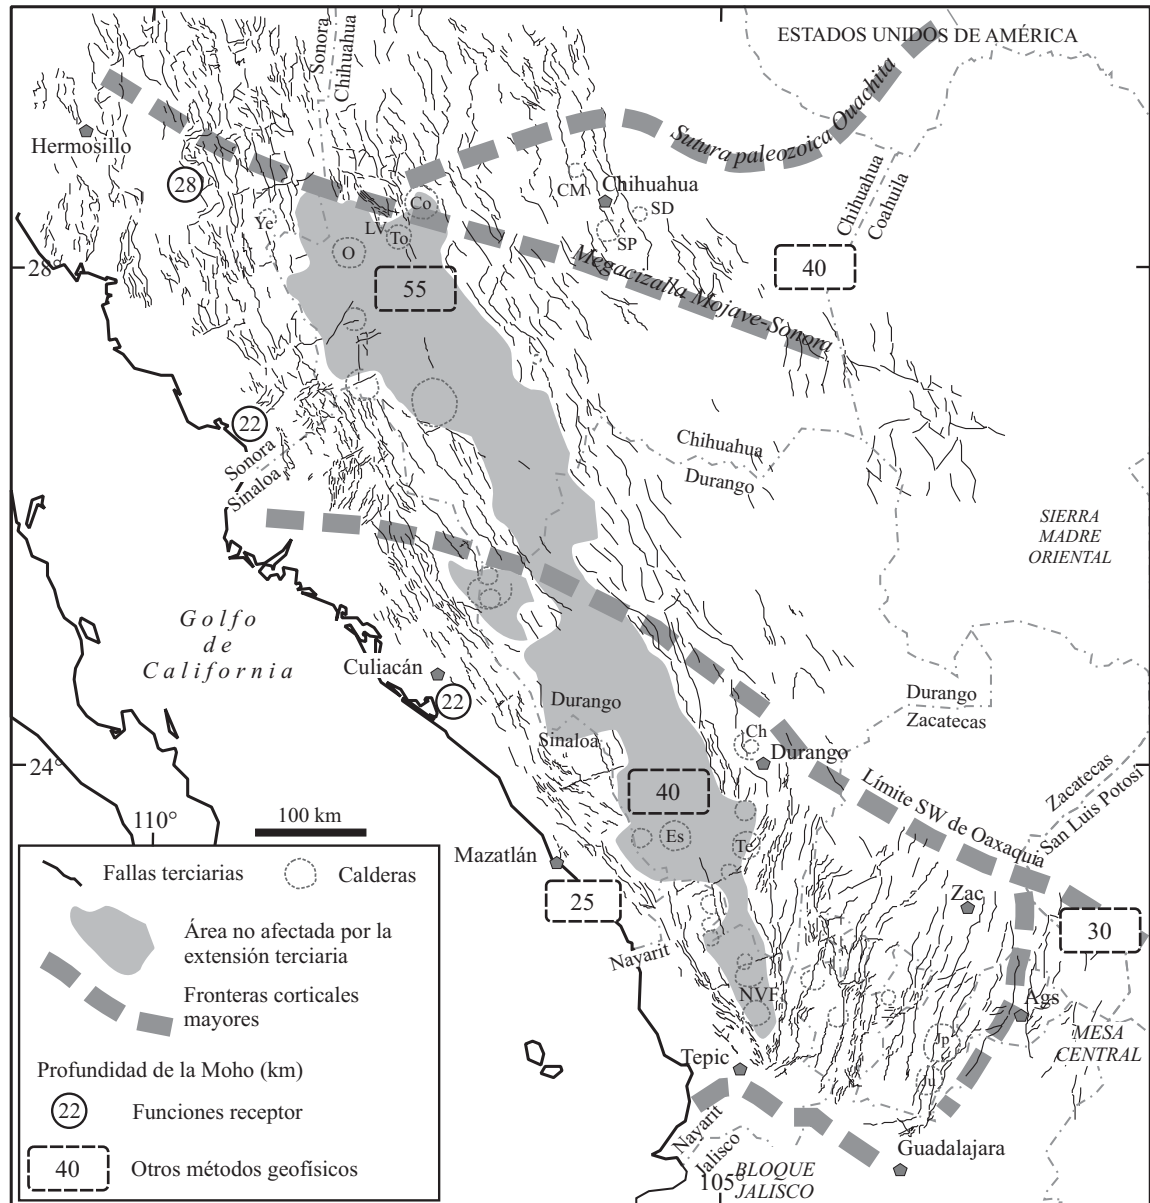 ESTADOS UNIDOS DE AMÉRICA
Sonora
Chihuahua
Sutura paleozoica Ouachita
Hermosillo
28
CM
Chihuahua
SD
SP
Chihuahua
Coahuila
Ye
Co
LV
To
O
28°
55
40
Megacizalla Mojave-Sonora
22
Sonora
Sinaloa
Chihuahua
Durango
SIERRA
MADRE
ORIENTAL
Golfo
de
California
Culiacán
22
Durango
Sinaloa
Durango
Zacatecas
Ch
Durango
24°
40
Límite SW de Oaxaquia
Zacatecas
San Luis Potosí
110°
100 km
Mazatlán
Es
Te
25
Zac
30
Nayarit
NVF
Ags
MESA
CENTRAL
Jp
Ju
Tepic
Nayarit
Jalisco
Guadalajara
BLOQUE
JALISCO
105°
Fallas terciarias
Calderas
Área no afectada por la
extensión terciaria
Fronteras corticales
mayores
Profundidad de la Moho (km)
22
Funciones receptor
40
Otros métodos geofísicos